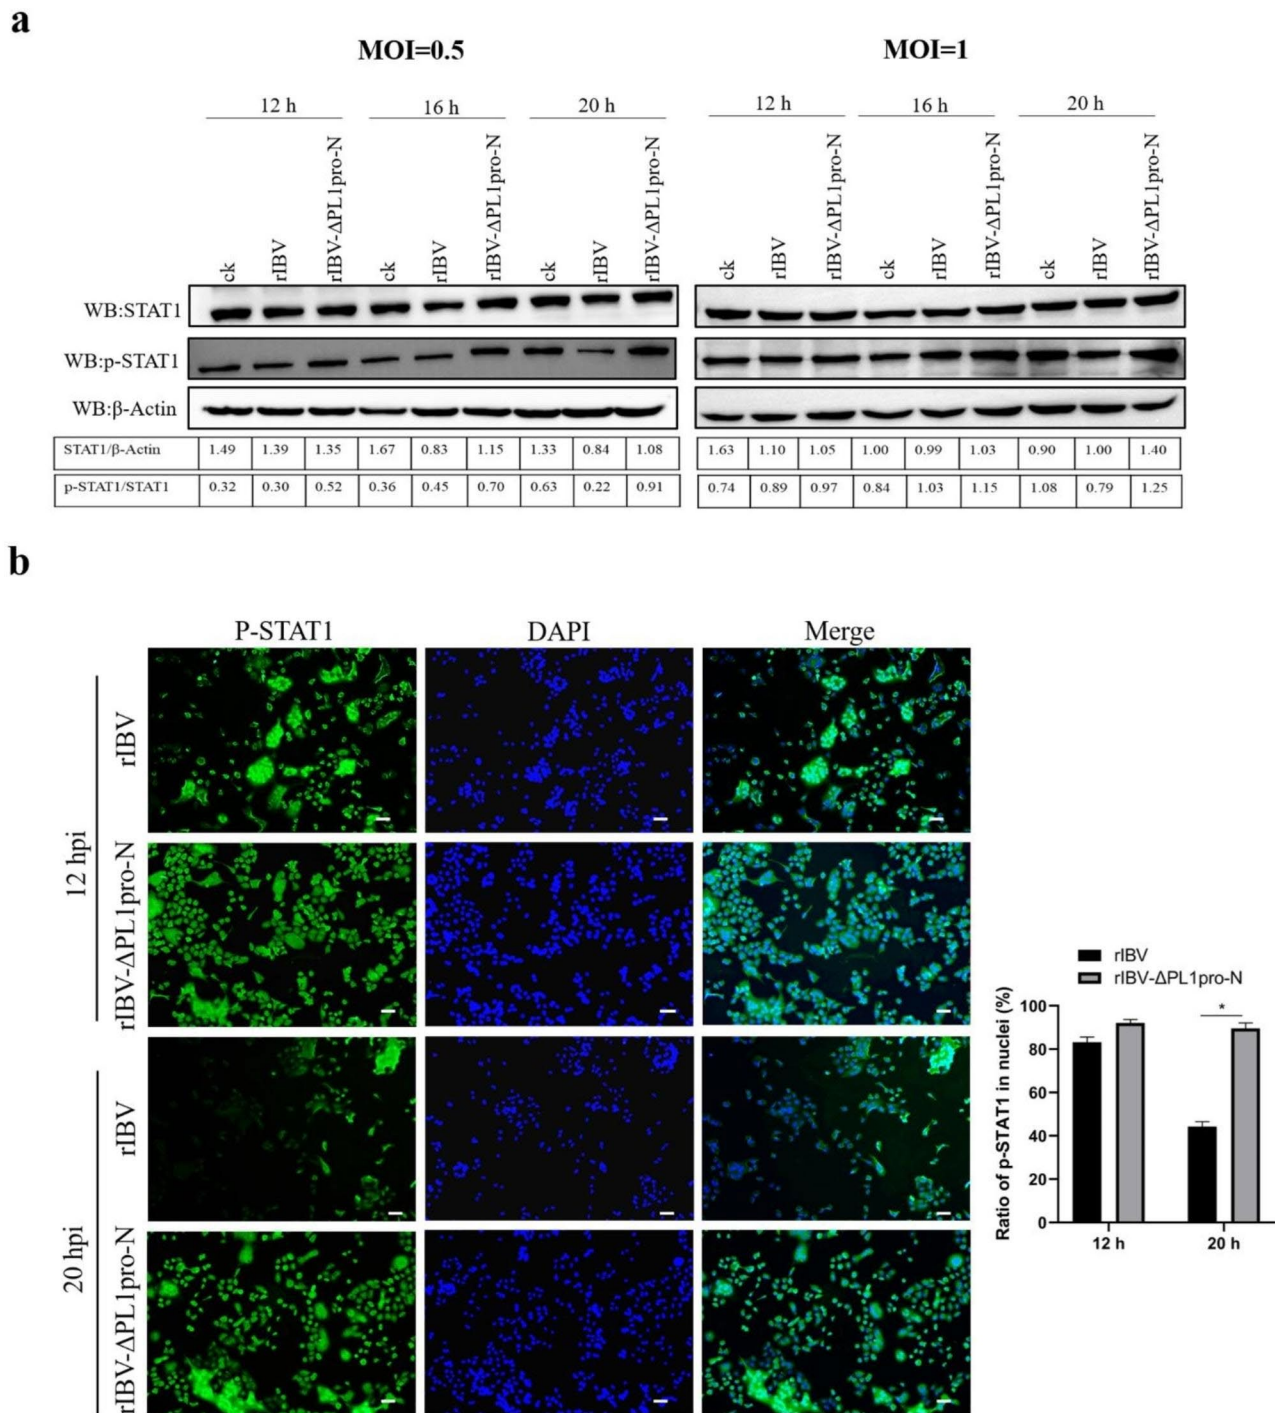 a
MOI=0.5
MOI=1
12 h
16 h
20 h
12 h
16 h
20 h
ck
rIBV
rIBV-ΔPL1pro-N
ck
rIBV
rIBV-ΔPL1pro-N
ck
rIBV
rIBV-ΔPL1pro-N
ck
rIBV
rIBV-ΔPL1pro-N
ck
rIBV
rIBV-ΔPL1pro-N
ck
rIBV
rIBV-ΔPL1pro-N
WB:STAT1
WB:p-STAT1
WB:β-Actin
STAT1/β-Actin 1.49 1.39 1.35 1.67 0.83 1.15 1.33 0.84 1.08 1.63 1.10 1.05 1.00 0.99 1.03 0.90 1.00 1.40
p-STAT1/STAT1 0.32 0.30 0.52 0.36 0.45 0.70 0.63 0.22 0.91 0.74 0.89 0.97 0.84 1.03 1.15 1.08 0.79 1.25
b
P-STAT1
DAPI
Merge
12 hpi
rIBV
rIBV-ΔPL1pro-N
20 hpi
rIBV
rIBV-ΔPL1pro-N
rIBV
rIBV-ΔPL1pro-N
Ratio of p-STAT1 in nuclei (%)
100
80
60
40
20
0
*
12 h
20 h